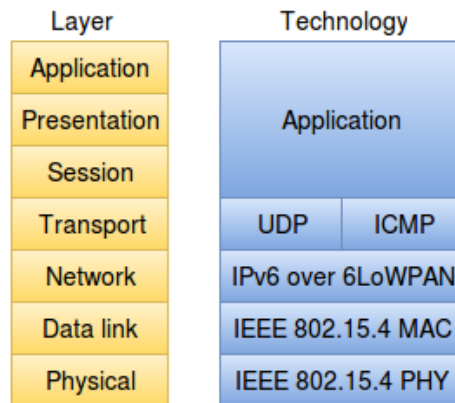 Layer
Technology
Application
Presentation
Session
Transport
Network
Data link
Physical
Application
UDP
ICMP
IPv6 over 6LoWPAN
IEEE 802.15.4 MAC
IEEE 802.15.4 PHY